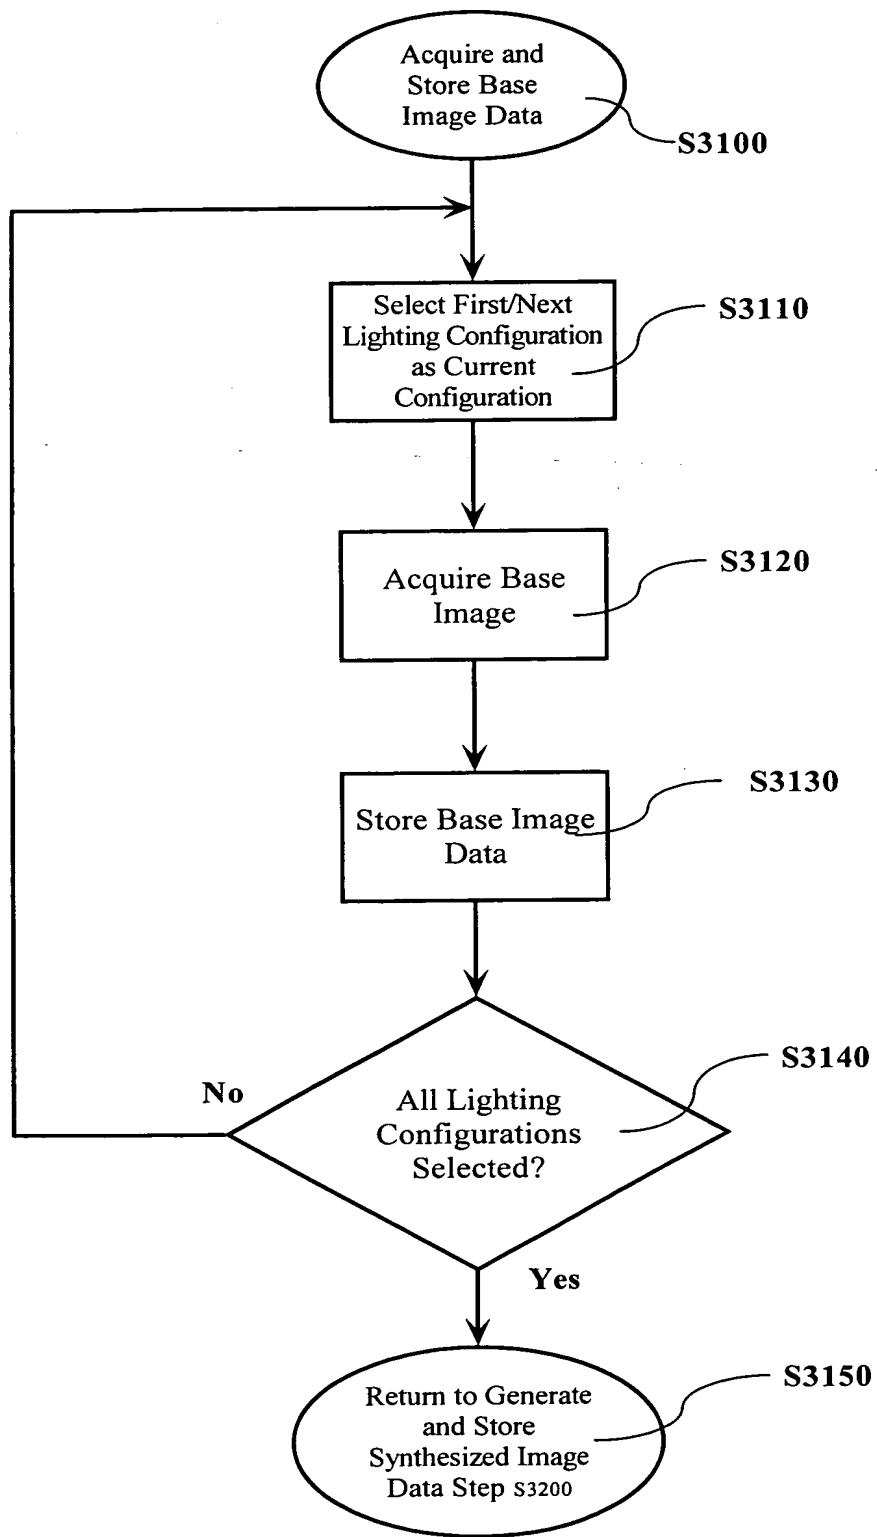 Acquire and
Store Base
Image Data
S3100
Select First/Next
Lighting Configuration
as Current
Configuration
S3110
Acquire Base
Image
S3120
Store Base Image
Data
S3130
All Lighting
Configurations
Selected?
S3140
No
Yes
Return to Generate
and Store
Synthesized Image
Data Step S3200
S3150